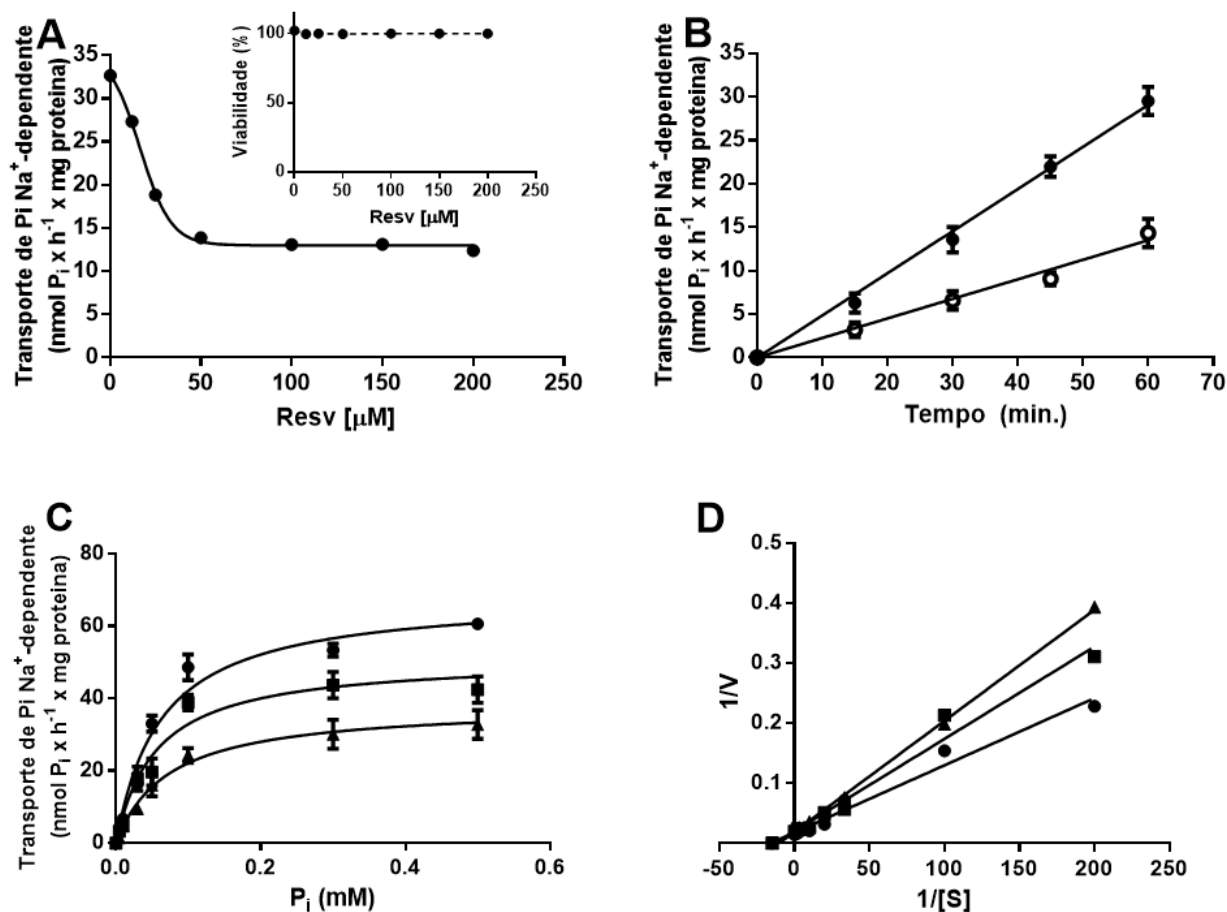 A
Transporte de Pi Na⁺-dependente
(nmol Pᵢ x h⁻¹ x mg proteina)
35
30
25
20
15
10
5
0
0 50 100 150 200 250
Resv [μM]
Viabilidade (%)
100
50
0
0 50 100 150 200 250
Resv [μM]
B
Transporte de Pi Na⁺-dependente
(nmol Pᵢ x h⁻¹ x mg proteina)
35
30
25
20
15
10
5
0
0 10 20 30 40 50 60 70
Tempo (min.)
C
Transporte de Pi Na⁺-dependente
(nmol Pᵢ x h⁻¹ x mg proteina)
80
60
40
20
0
0.0 0.2 0.4 0.6
Pᵢ (mM)
D
1/V
0.5
0.4
0.3
0.2
0.1
-50 0 50 100 150 200 250
1/[S]